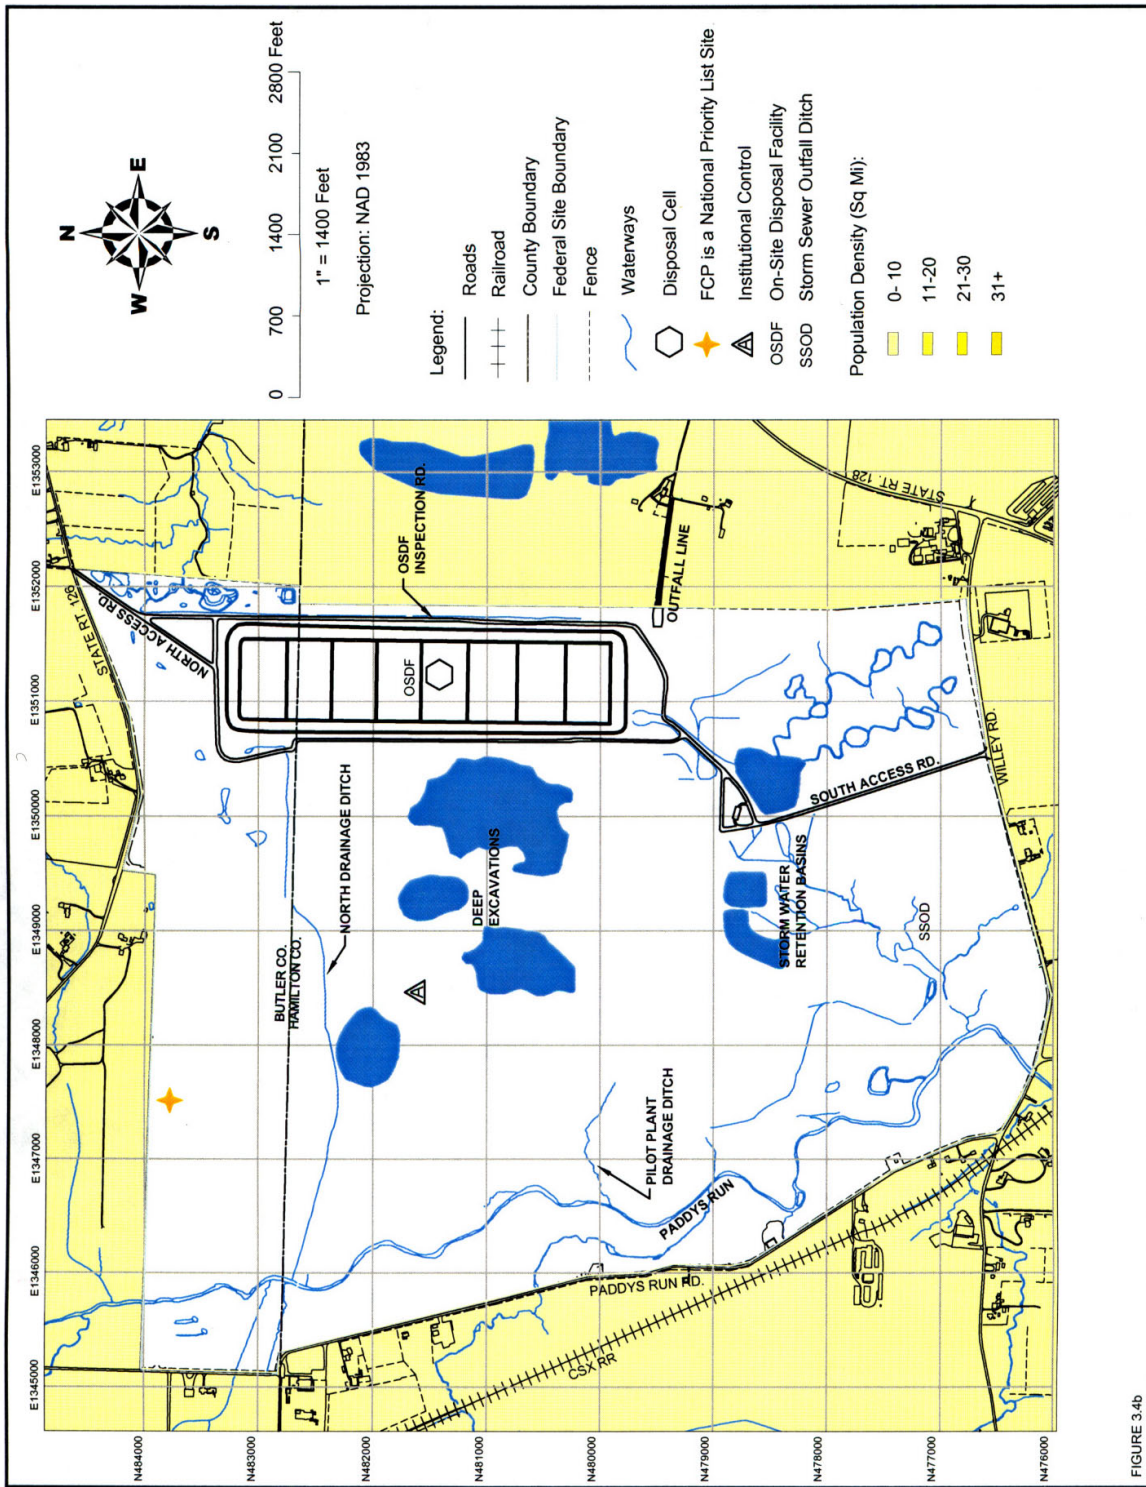 N
W
E
S
0
700
1400
2100
2800 Feet
1" = 1400 Feet
Projection: NAD 1983
Legend:
Roads
Railroad
County Boundary
Federal Site Boundary
Fence
Waterways
Disposal Cell
FCP is a National Priority List Site
A
Institutional Control
OSDF
On-Site Disposal Facility
SSOD
Storm Sewer Outfall Ditch
Population Density (Sq Mi):
0-10
11-20
21-30
31+
E1345000
E1346000
E1347000
E1348000
E1349000
E1350000
E1351000
E1352000
E1353000
N484000
N483000
N482000
N481000
N480000
N479000
N478000
N477000
N476000
STATE RT. 126
NORTH ACCESS RD
OSDF
INSPECTION RD.
OSDF
BUTLER CO.
HAMILTON CO.
NORTH DRAINAGE DITCH
DEEP
EXCAVATIONS
A
OUTFALL LINE
STATE RT. 128
SOUTH ACCESS RD.
WILLEY RD.
STORM WATER
RETENTION BASINS
SSOD
PILOT PLANT
DRAINAGE DITCH
PADDYS RUN
PADDYS RUN RD.
CSX RR
FIGURE 3.4b